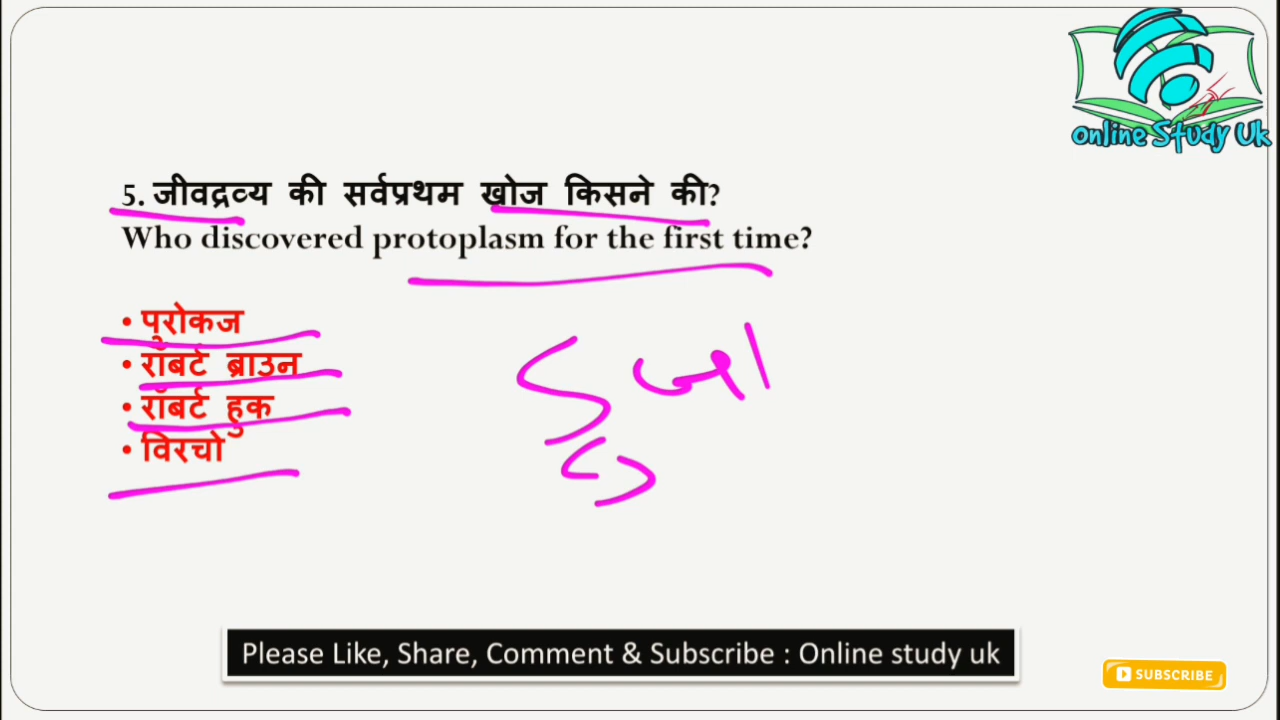 Online Study Uk
5. जीवद्रव्य की सर्वप्रथम खोज किसने की?
Who discovered protoplasm for the first time?
• पुरोकज
• रॉबर्ट ब्राउन
• रॉबर्ट हुक
• विरचो
Please Like, Share, Comment & Subscribe : Online study uk
SUBSCRIBE